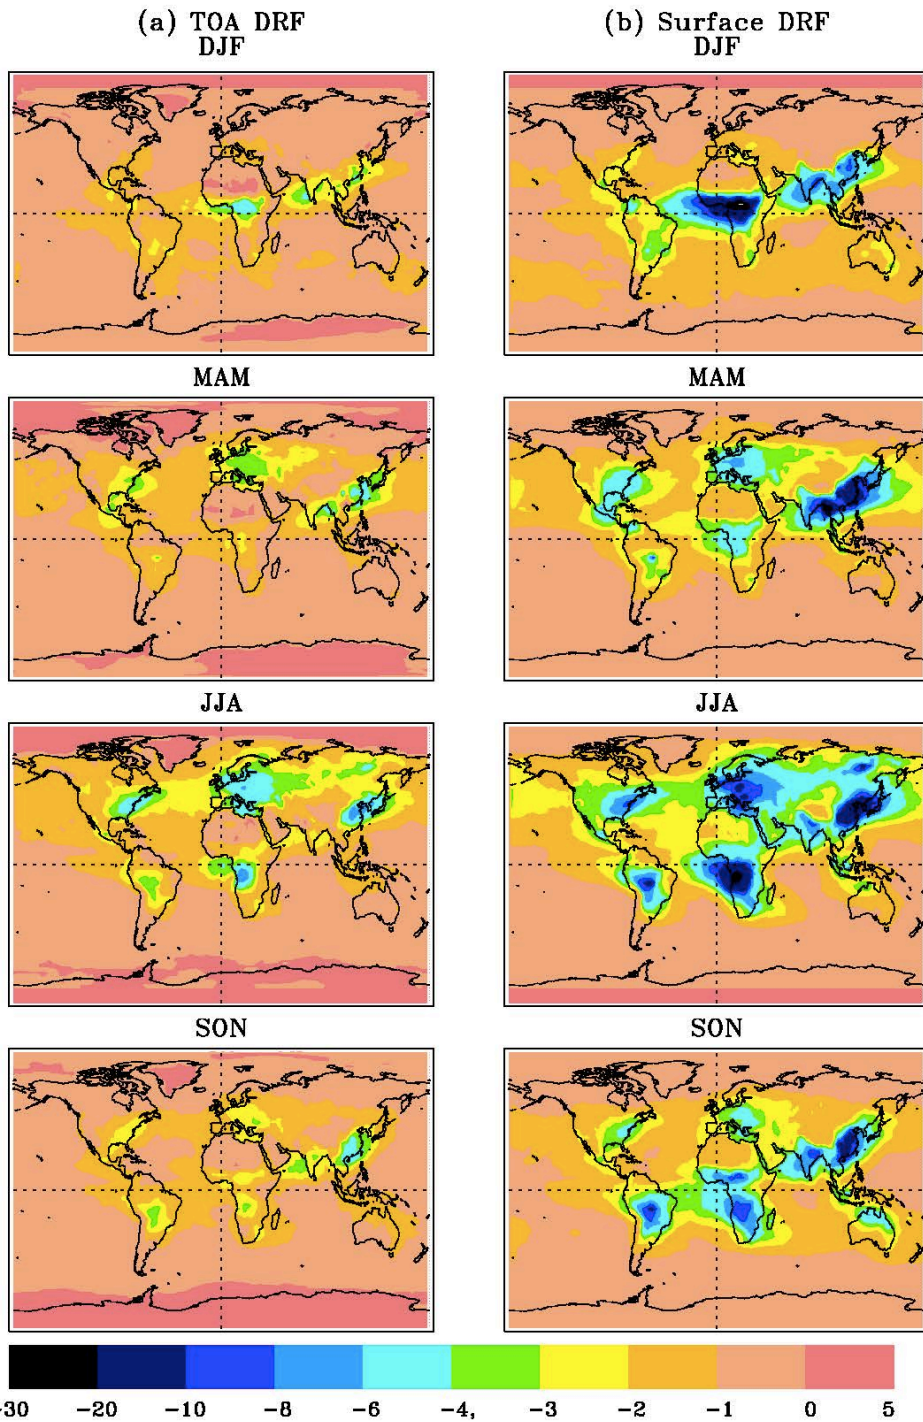 (a) TOA DRF
DJF
(b) Surface DRF
DJF
MAM
MAM
JJA
JJA
SON
SON
-30 -20 -10 -8 -6 -4, -3 -2 -1 0 5